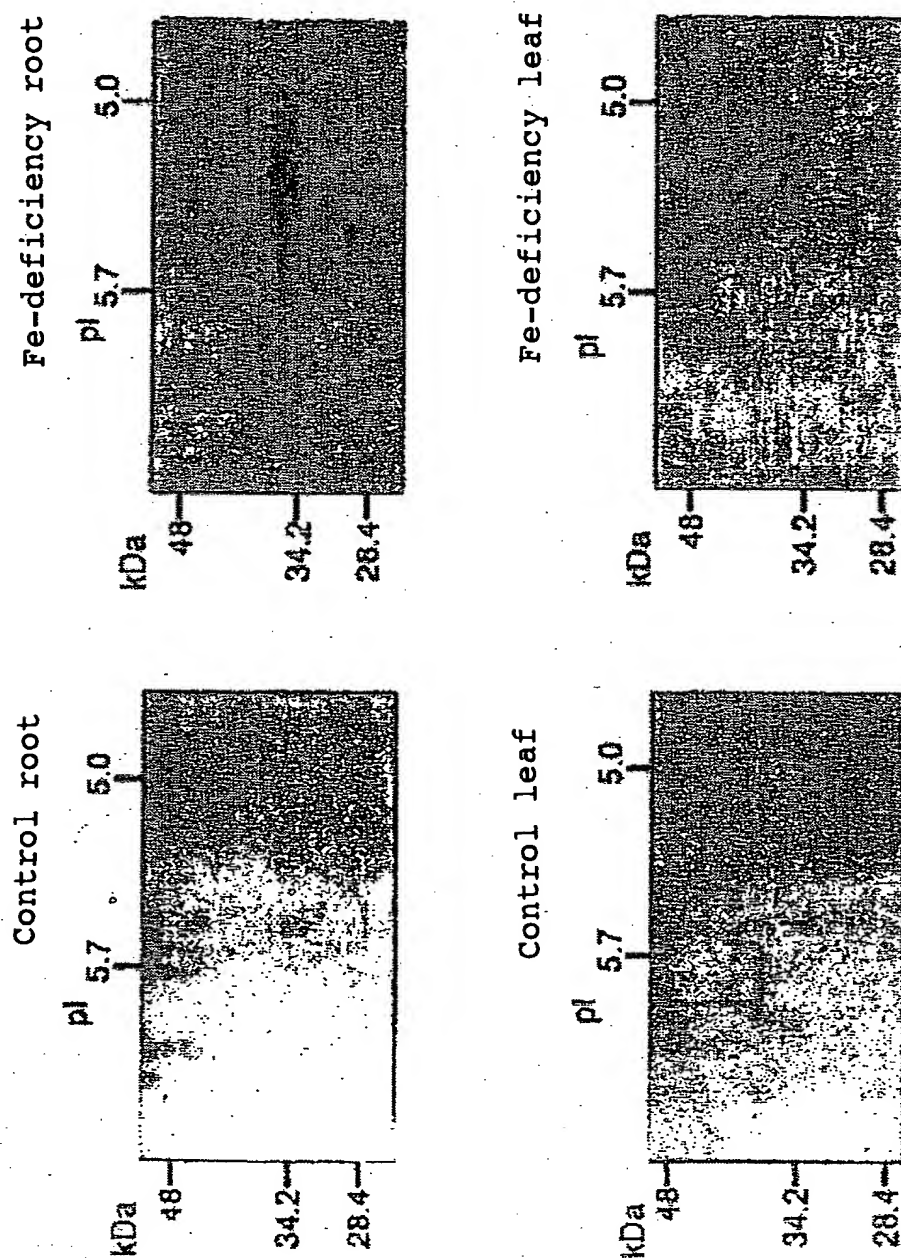 Control root
pI 5.7 5.0
kDa
48
34.2
28.4
Fe-deficiency root
pI 5.7 5.0
kDa
48
34.2
28.4
Control leaf
pI 5.7 5.0
kDa
48
34.2
28.4
Fe-deficiency leaf
pI 5.7 5.0
kDa
48
34.2
28.4